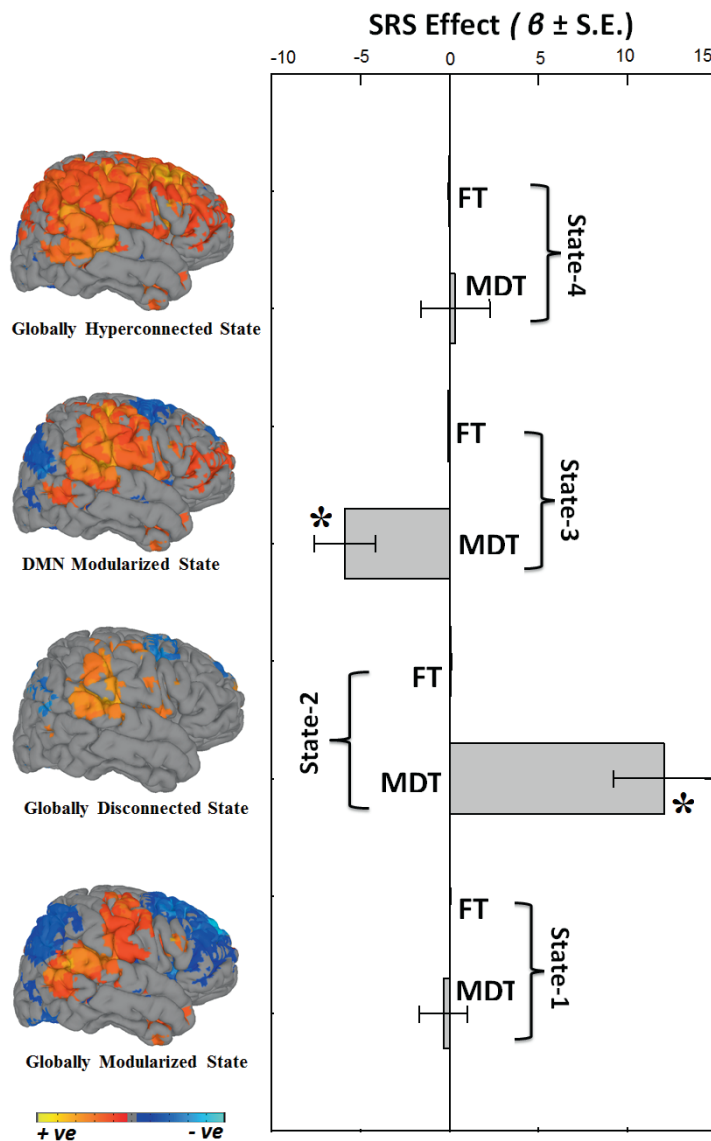 SRS Effect ( β ± S.E.)
-10 -5 0 5 10 15
FT
MDT
State-4
Globally Hyperconnected State
FT
MDT
State-3
*
DMN Modularized State
FT
MDT
State-2
*
Globally Disconnected State
FT
MDT
State-1
Globally Modularized State
+ ve - ve